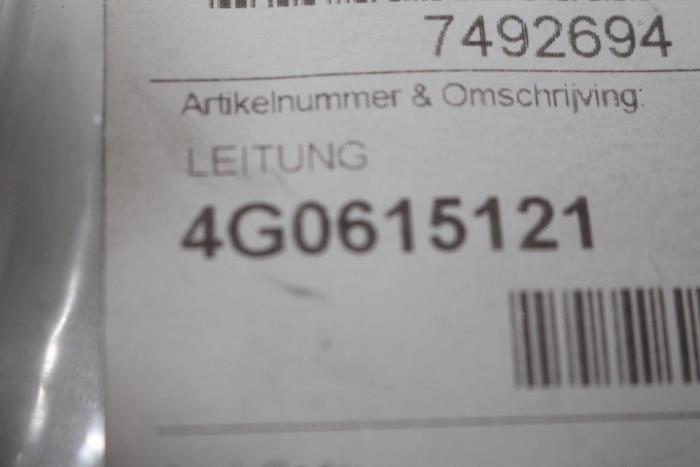 7492694
Artikelnummer & Omschrijving:
LEITUNG
4G0615121